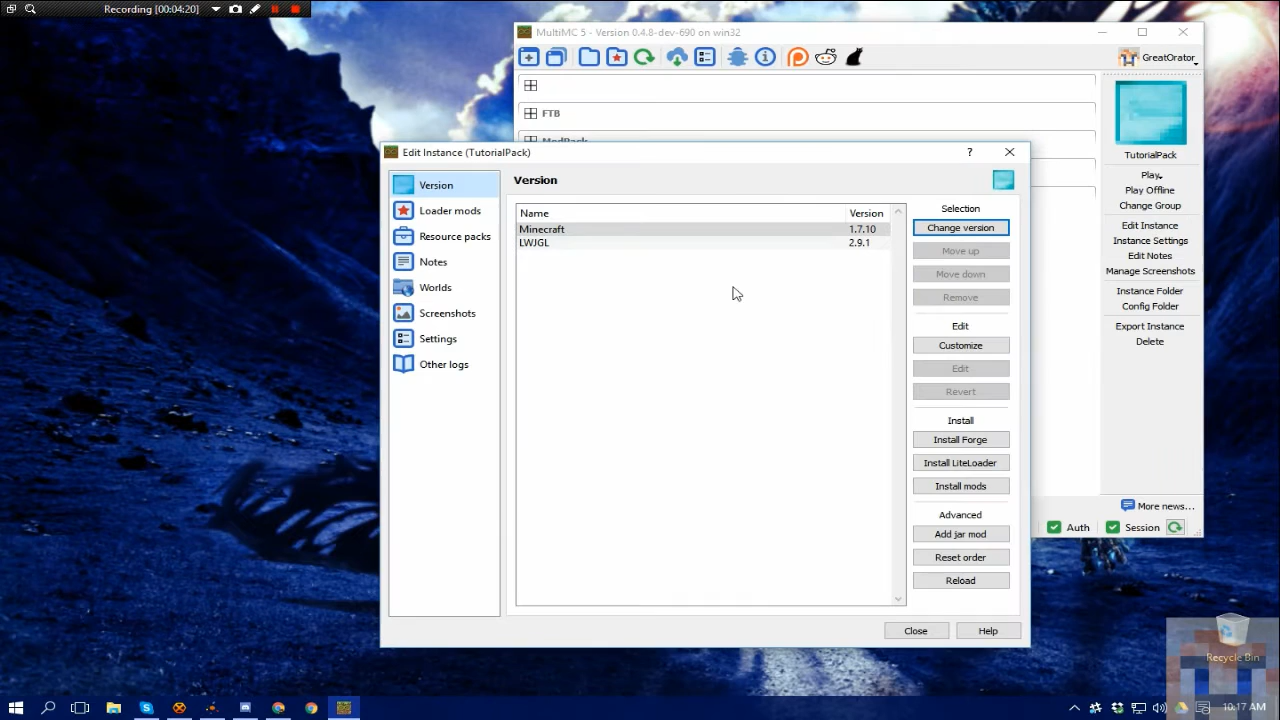 Recording [00:04:20]
MultiMC 5 - Version 0.4.8-dev-690 on win32
GreatOrator
FTB
ModPack
Edit Instance (TutorialPack)
?
Version
Loader mods
Resource packs
Notes
Worlds
Screenshots
Settings
Other logs
Version
Name Version
Minecraft 1.7.10
LWJGL 2.9.1
Selection
Change version
Move up
Move down
Remove
Edit
Customize
Edit
Revert
Install
Install Forge
Install LiteLoader
Install mods
Advanced
Add jar mod
Reset order
Reload
Close Help
TutorialPack
Play
Play Offline
Change Group
Edit Instance
Instance Settings
Edit Notes
Manage Screenshots
Instance Folder
Config Folder
Export Instance
Delete
More news...
Auth Session
Recycle Bin
10:17 AM